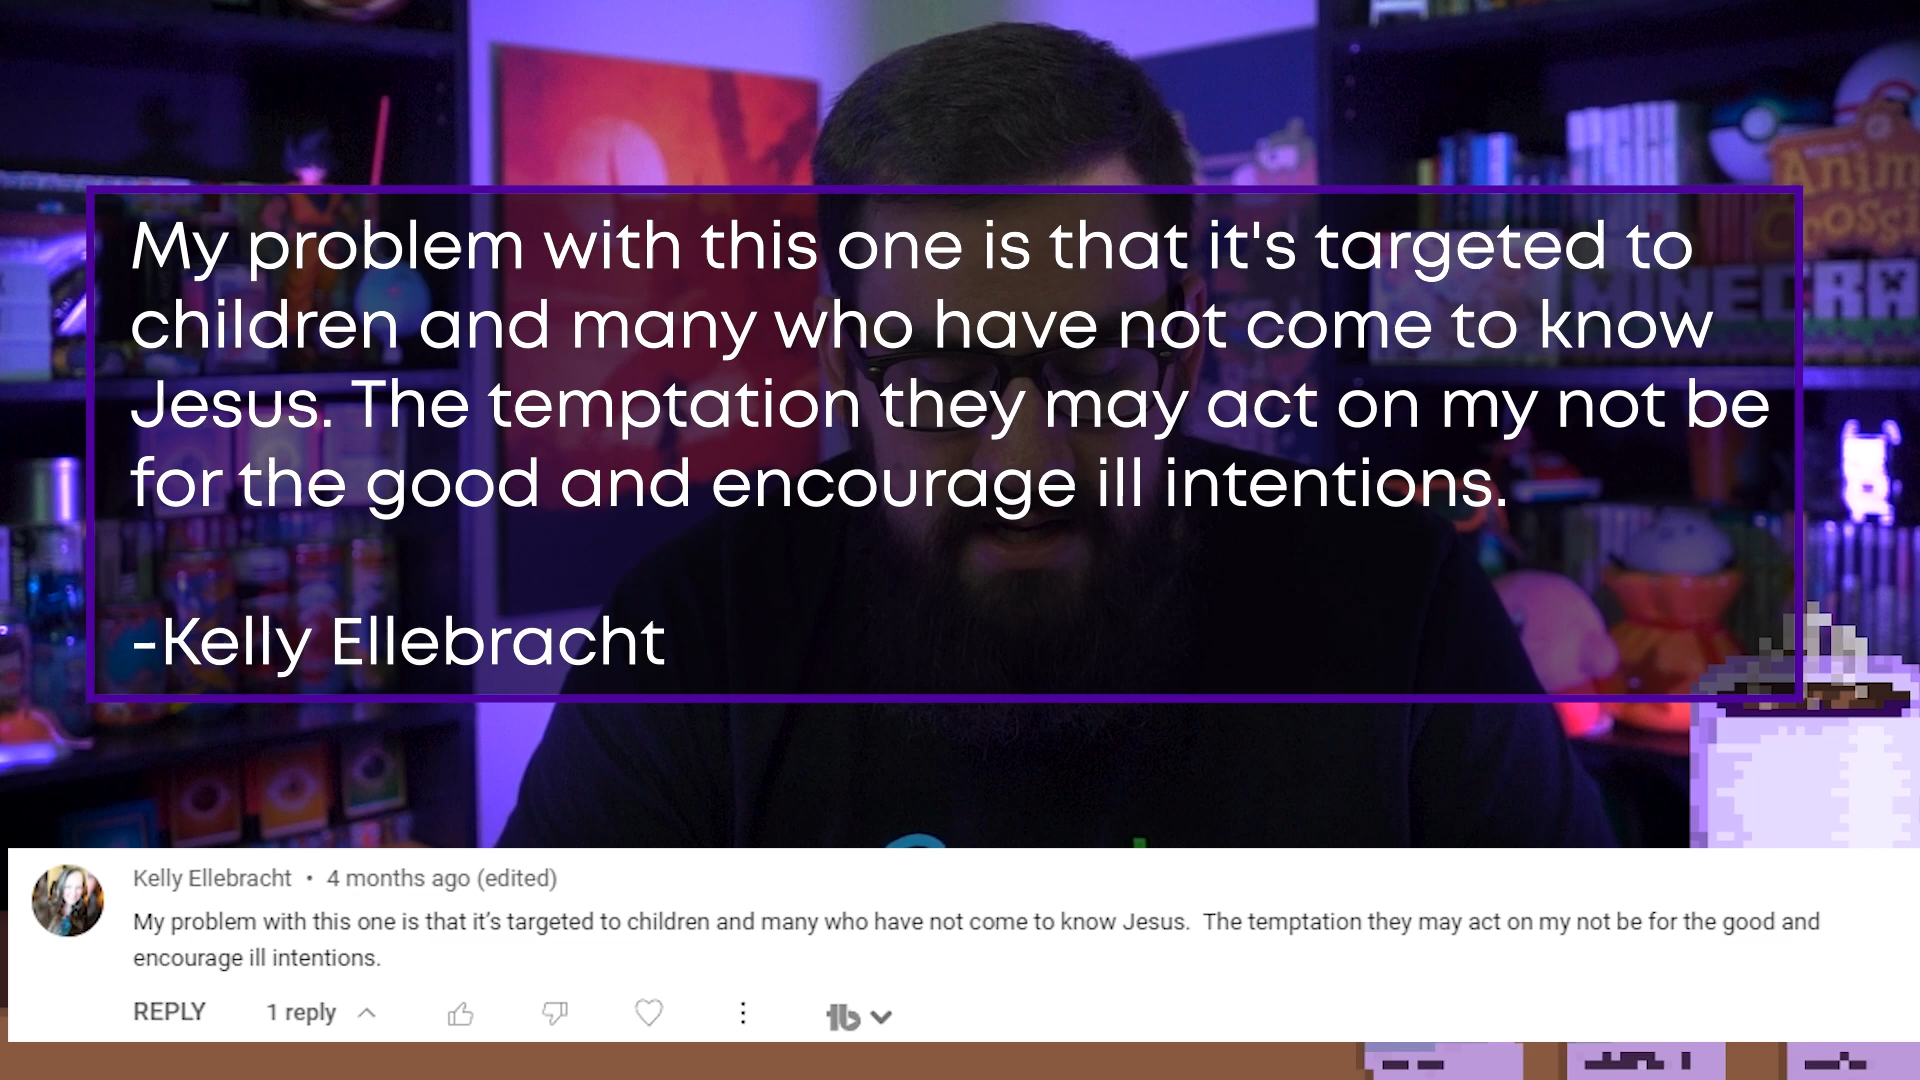 My problem with this one is that it's targeted to
children and many who have not come to know
Jesus. The temptation they may act on my not be
for the good and encourage ill intentions.
-Kelly Ellebracht
Anim
Crossi
MINECRA
Kelly Ellebracht • 4 months ago (edited)
My problem with this one is that it’s targeted to children and many who have not come to know Jesus.  The temptation they may act on my not be for the good and
encourage ill intentions.
REPLY 1 reply
tb